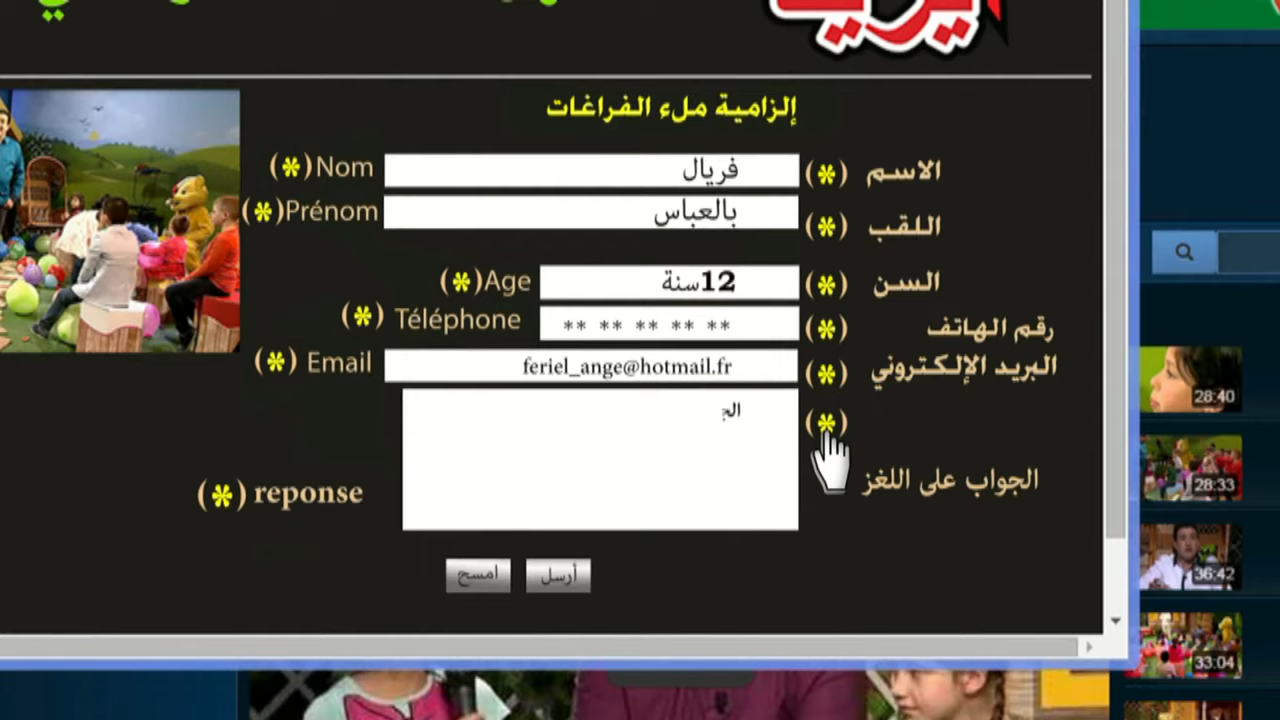 إلزامية ملء الفراغات
الاسم (*) فريال Nom(*)
اللقب (*) بالعباس Prénom(*)
السن (*) 12سنة Age(*)
رقم الهاتف (*) ** ** ** ** ** Téléphone (*)
البريد الإلكتروني (*) feriel_ange@hotmail.fr Email (*)
(*) الج
الجواب على اللغز reponse (*)
أرسل امسح
28:40
28:33
36:42
33:04